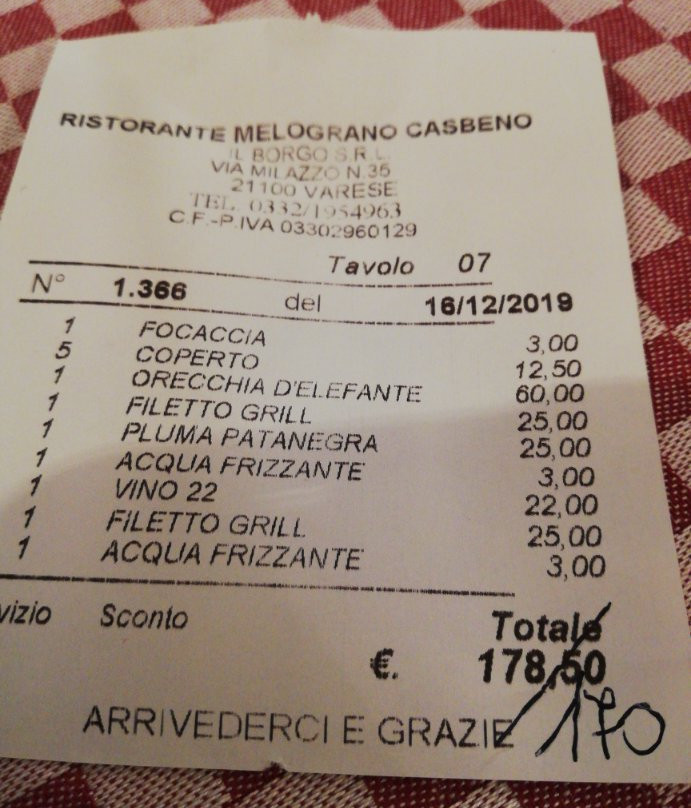 RISTORANTE MELOGRANO CASBENO
IL BORGO S.R.L.
VIA MILAZZO N.35
21100 VARESE
TEL. 0332/1954963
C.F.-P.IVA 03302960129
Tavolo 07
N° 1.366 del 16/12/2019
1 FOCACCIA 3,00
5 COPERTO 12,50
1 ORECCHIA D'ELEFANTE 60,00
1 FILETTO GRILL 25,00
1 PLUMA PATANEGRA 25,00
1 ACQUA FRIZZANTE 3,00
1 VINO 22 22,00
1 FILETTO GRILL 25,00
1 ACQUA FRIZZANTE 3,00
vizio Sconto Totale
€. 178,50
170
ARRIVEDERCI E GRAZIE